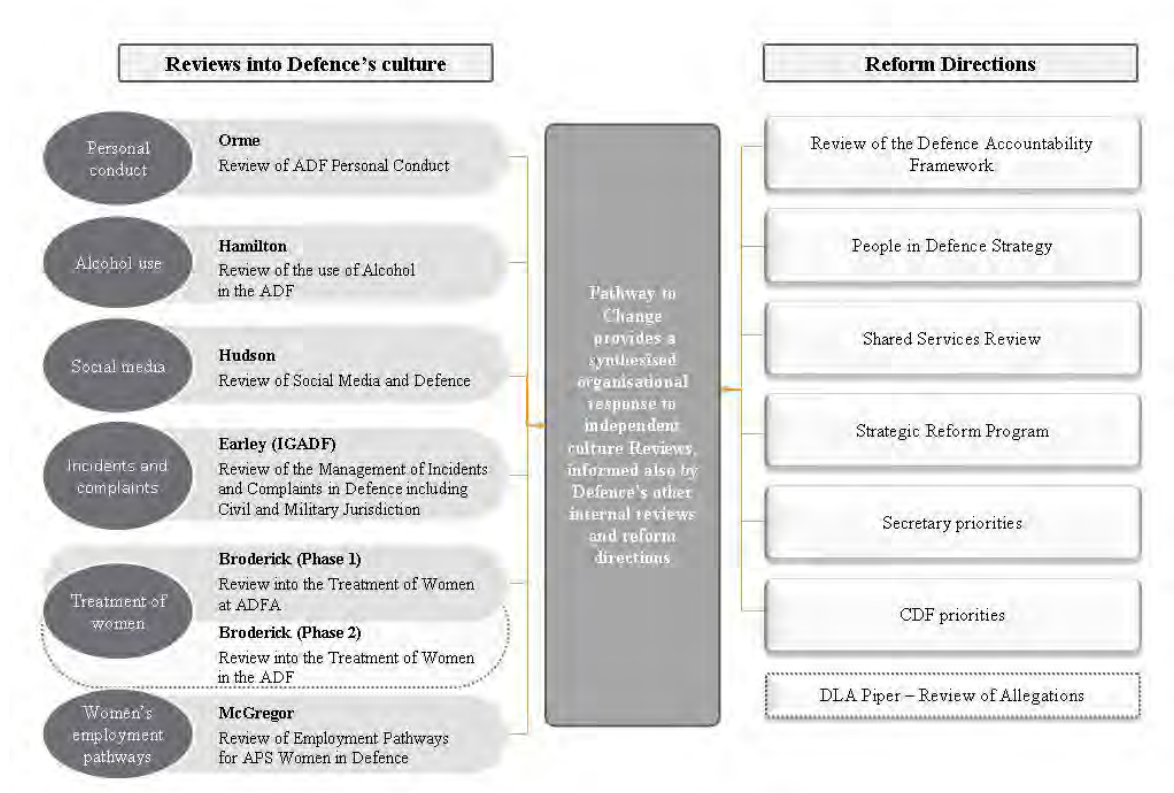 Reviews into Defence's culture
Personal
conduct
Orme
Review of ADF Personal Conduct
Alcohol use
Hamilton
Review of the use of Alcohol
in the ADF
Social media
Hudson
Review of Social Media and Defence
Incidents and
complaints
Earley (IGADF)
Review of the Management of Incidents
and Complaints in Defence including
Civil and Military Jurisdiction
Treatment of
women
Broderick (Phase 1)
Review into the Treatment of Women
at ADFA
Broderick (Phase 2)
Review into the Treatment of Women
in the ADF
Women's
employment
pathways
McGregor
Review of Employment Pathways
for APS Women in Defence
Pathway to
Change
provides a
synthesised
organisational
response to
independent
culture Reviews,
informed also by
Defence's other
internal reviews
and reform
directions
Reform Directions
Review of the Defence Accountability
Framework
People in Defence Strategy
Shared Services Review
Strategic Reform Program
Secretary priorities
CDF priorities
DLA Piper – Review of Allegations